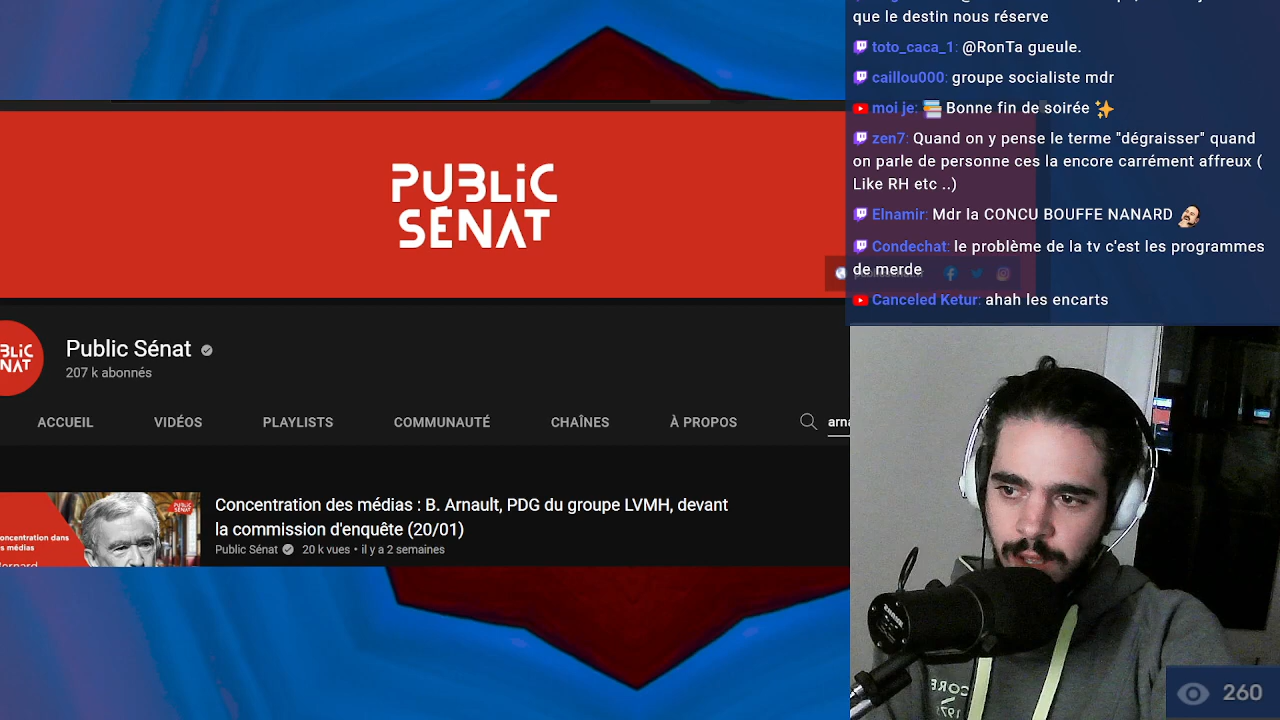 que le destin nous réserve
toto_caca_1: @RonTa gueule.
caillou000: groupe socialiste mdr
moi je: Bonne fin de soirée
zen7: Quand on y pense le terme "dégraisser" quand
on parle de personne ces la encore carrément affreux (
Like RH etc ..)
Elnamir: Mdr la CONCU BOUFFE NANARD
Condechat: le problème de la tv c'est les programmes
de merde
Canceled Ketur: ahah les encarts
PUBLiC
SÉNAT
Public Sénat
207 k abonnés
ACCUEIL
VIDÉOS
PLAYLISTS
COMMUNAUTÉ
CHAÎNES
À PROPOS
arna
Concentration des médias : B. Arnault, PDG du groupe LVMH, devant
la commission d'enquête (20/01)
Public Sénat 20 k vues • il y a 2 semaines
oncentration dans
s médias
260